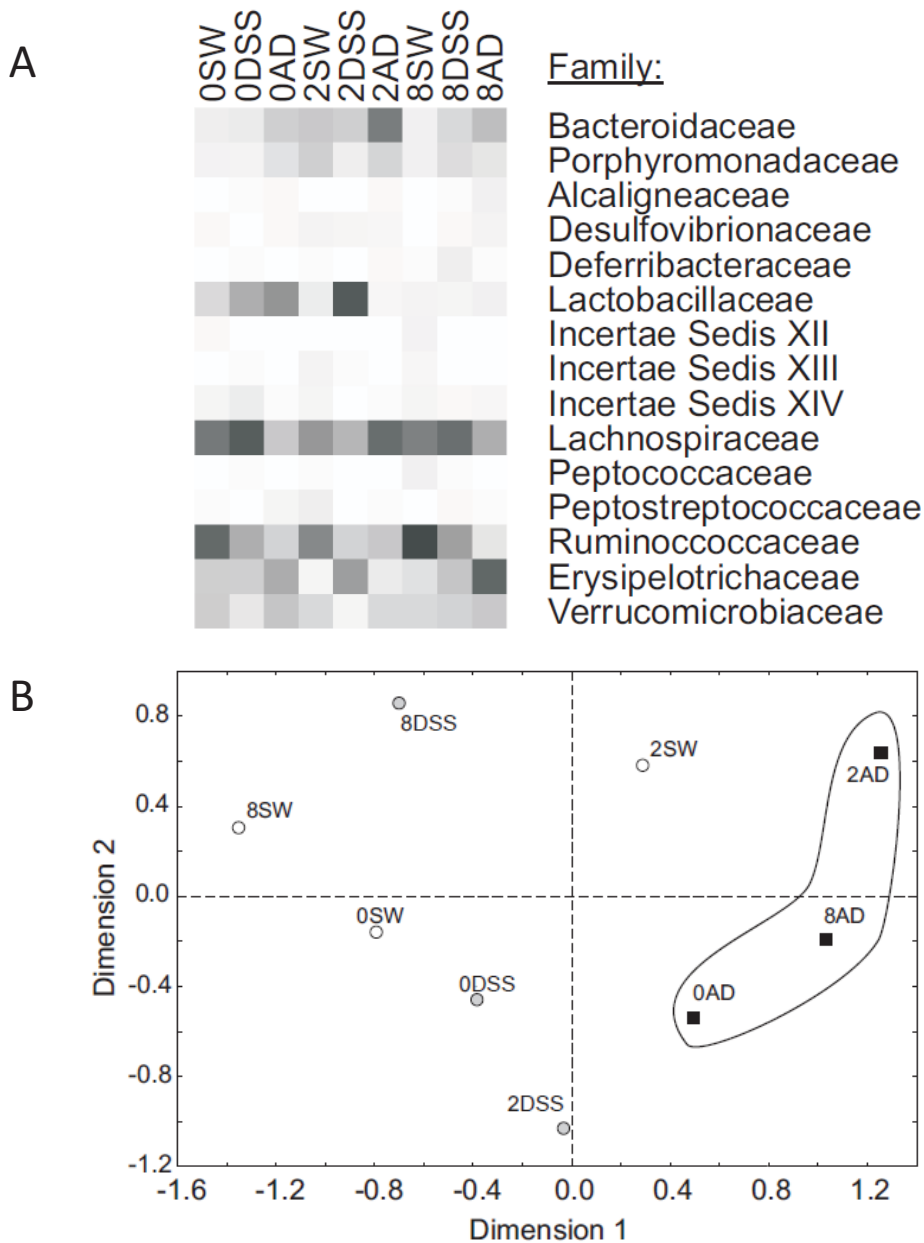 A
0SW 0DSS 0AD 2SW 2DSS 2AD 8SW 8DSS 8AD
Family:
Bacteroidaceae
Porphyromonadaceae
Alcaligneaceae
Desulfovibrionaceae
Deferribacteraceae
Lactobacillaceae
Incertae Sedis XII
Incertae Sedis XIII
Incertae Sedis XIV
Lachnospiraceae
Peptococcaceae
Peptostreptococcaceae
Ruminoccoccaceae
Erysipelotrichaceae
Verrucomicrobiaceae
B
0.8
0.4
0.0
-0.4
-0.8
-1.2
Dimension 2
8DSS
2SW
2AD
8SW
0SW
8AD
0DSS
0AD
2DSS
-1.6 -1.2 -0.8 -0.4 0.0 0.4 0.8 1.2
Dimension 1